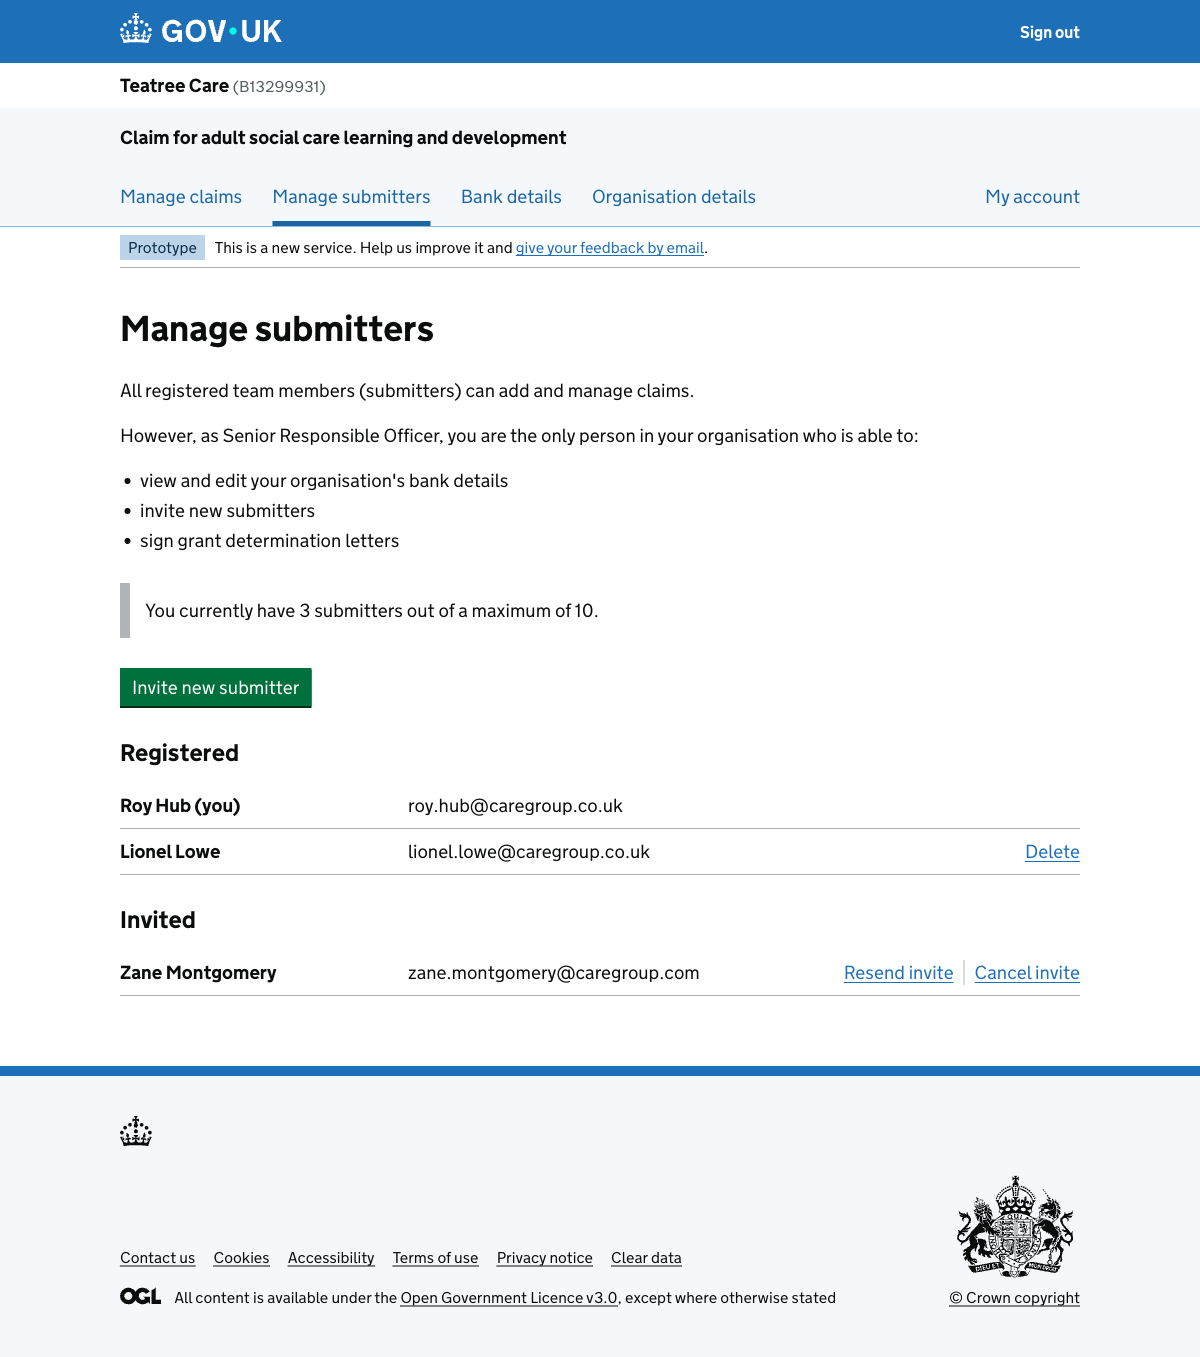 GOV•UK
Sign out
Teatree Care (B13299931)
Claim for adult social care learning and development
Manage claims
Manage submitters
Bank details
Organisation details
My account
Prototype
This is a new service. Help us improve it and give your feedback by email.
Manage submitters
All registered team members (submitters) can add and manage claims.
However, as Senior Responsible Officer, you are the only person in your organisation who is able to:
• view and edit your organisation's bank details
• invite new submitters
• sign grant determination letters
You currently have 3 submitters out of a maximum of 10.
Invite new submitter
Registered
Roy Hub (you)
roy.hub@caregroup.co.uk
Lionel Lowe
lionel.lowe@caregroup.co.uk
Delete
Invited
Zane Montgomery
zane.montgomery@caregroup.com
Resend invite
Cancel invite
Contact us
Cookies
Accessibility
Terms of use
Privacy notice
Clear data
OGL
All content is available under the Open Government Licence v3.0, except where otherwise stated
© Crown copyright